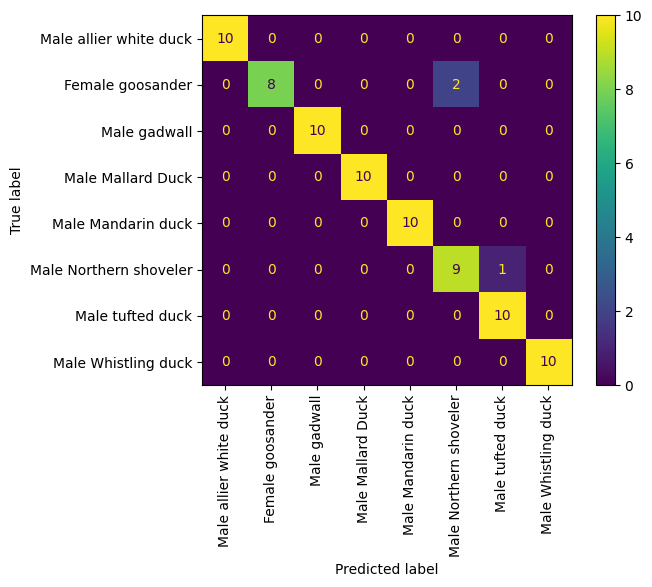 Male allier white duck 10 0 0 0 0 0 0 0
Female goosander 0 8 0 0 0 2 0 0
Male gadwall 0 0 10 0 0 0 0 0
Male Mallard Duck 0 0 0 10 0 0 0 0
Male Mandarin duck 0 0 0 0 10 0 0 0
Male Northern shoveler 0 0 0 0 0 9 1 0
Male tufted duck 0 0 0 0 0 0 10 0
Male Whistling duck 0 0 0 0 0 0 0 10
True label
Male allier white duck
Female goosander
Male gadwall
Male Mallard Duck
Male Mandarin duck
Male Northern shoveler
Male tufted duck
Male Whistling duck
Predicted label
10
8
6
4
2
0